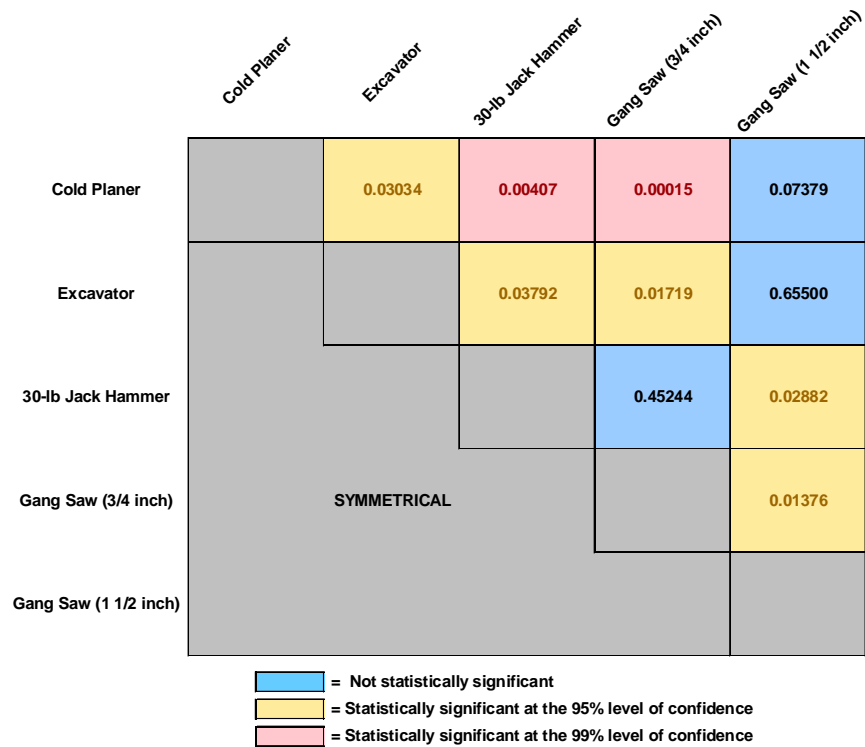 Cold Planer
Excavator
30-lb Jack Hammer
Gang Saw (3/4 inch)
Gang Saw (1 1/2 inch)
Cold Planer 0.03034 0.00407 0.00015 0.07379
Excavator 0.03792 0.01719 0.65500
30-lb Jack Hammer 0.45244 0.02882
Gang Saw (3/4 inch) SYMMETRICAL 0.01376
Gang Saw (1 1/2 inch)
= Not statistically significant
= Statistically significant at the 95% level of confidence
= Statistically significant at the 99% level of confidence